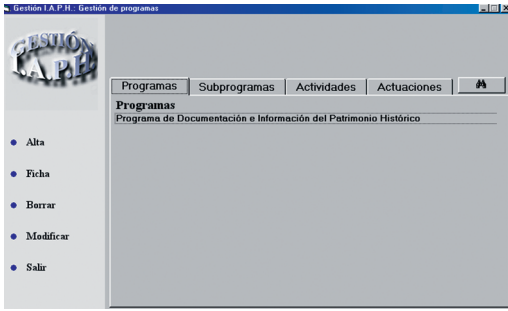 Gestión I.A.P.H.: Gestión de programas
GESTIÓN
I.A.P.H.
Programas Subprogramas Actividades Actuaciones
Programas
Programa de Documentación e Información del Patrimonio Histórico
Alta
Ficha
Borrar
Modificar
Salir